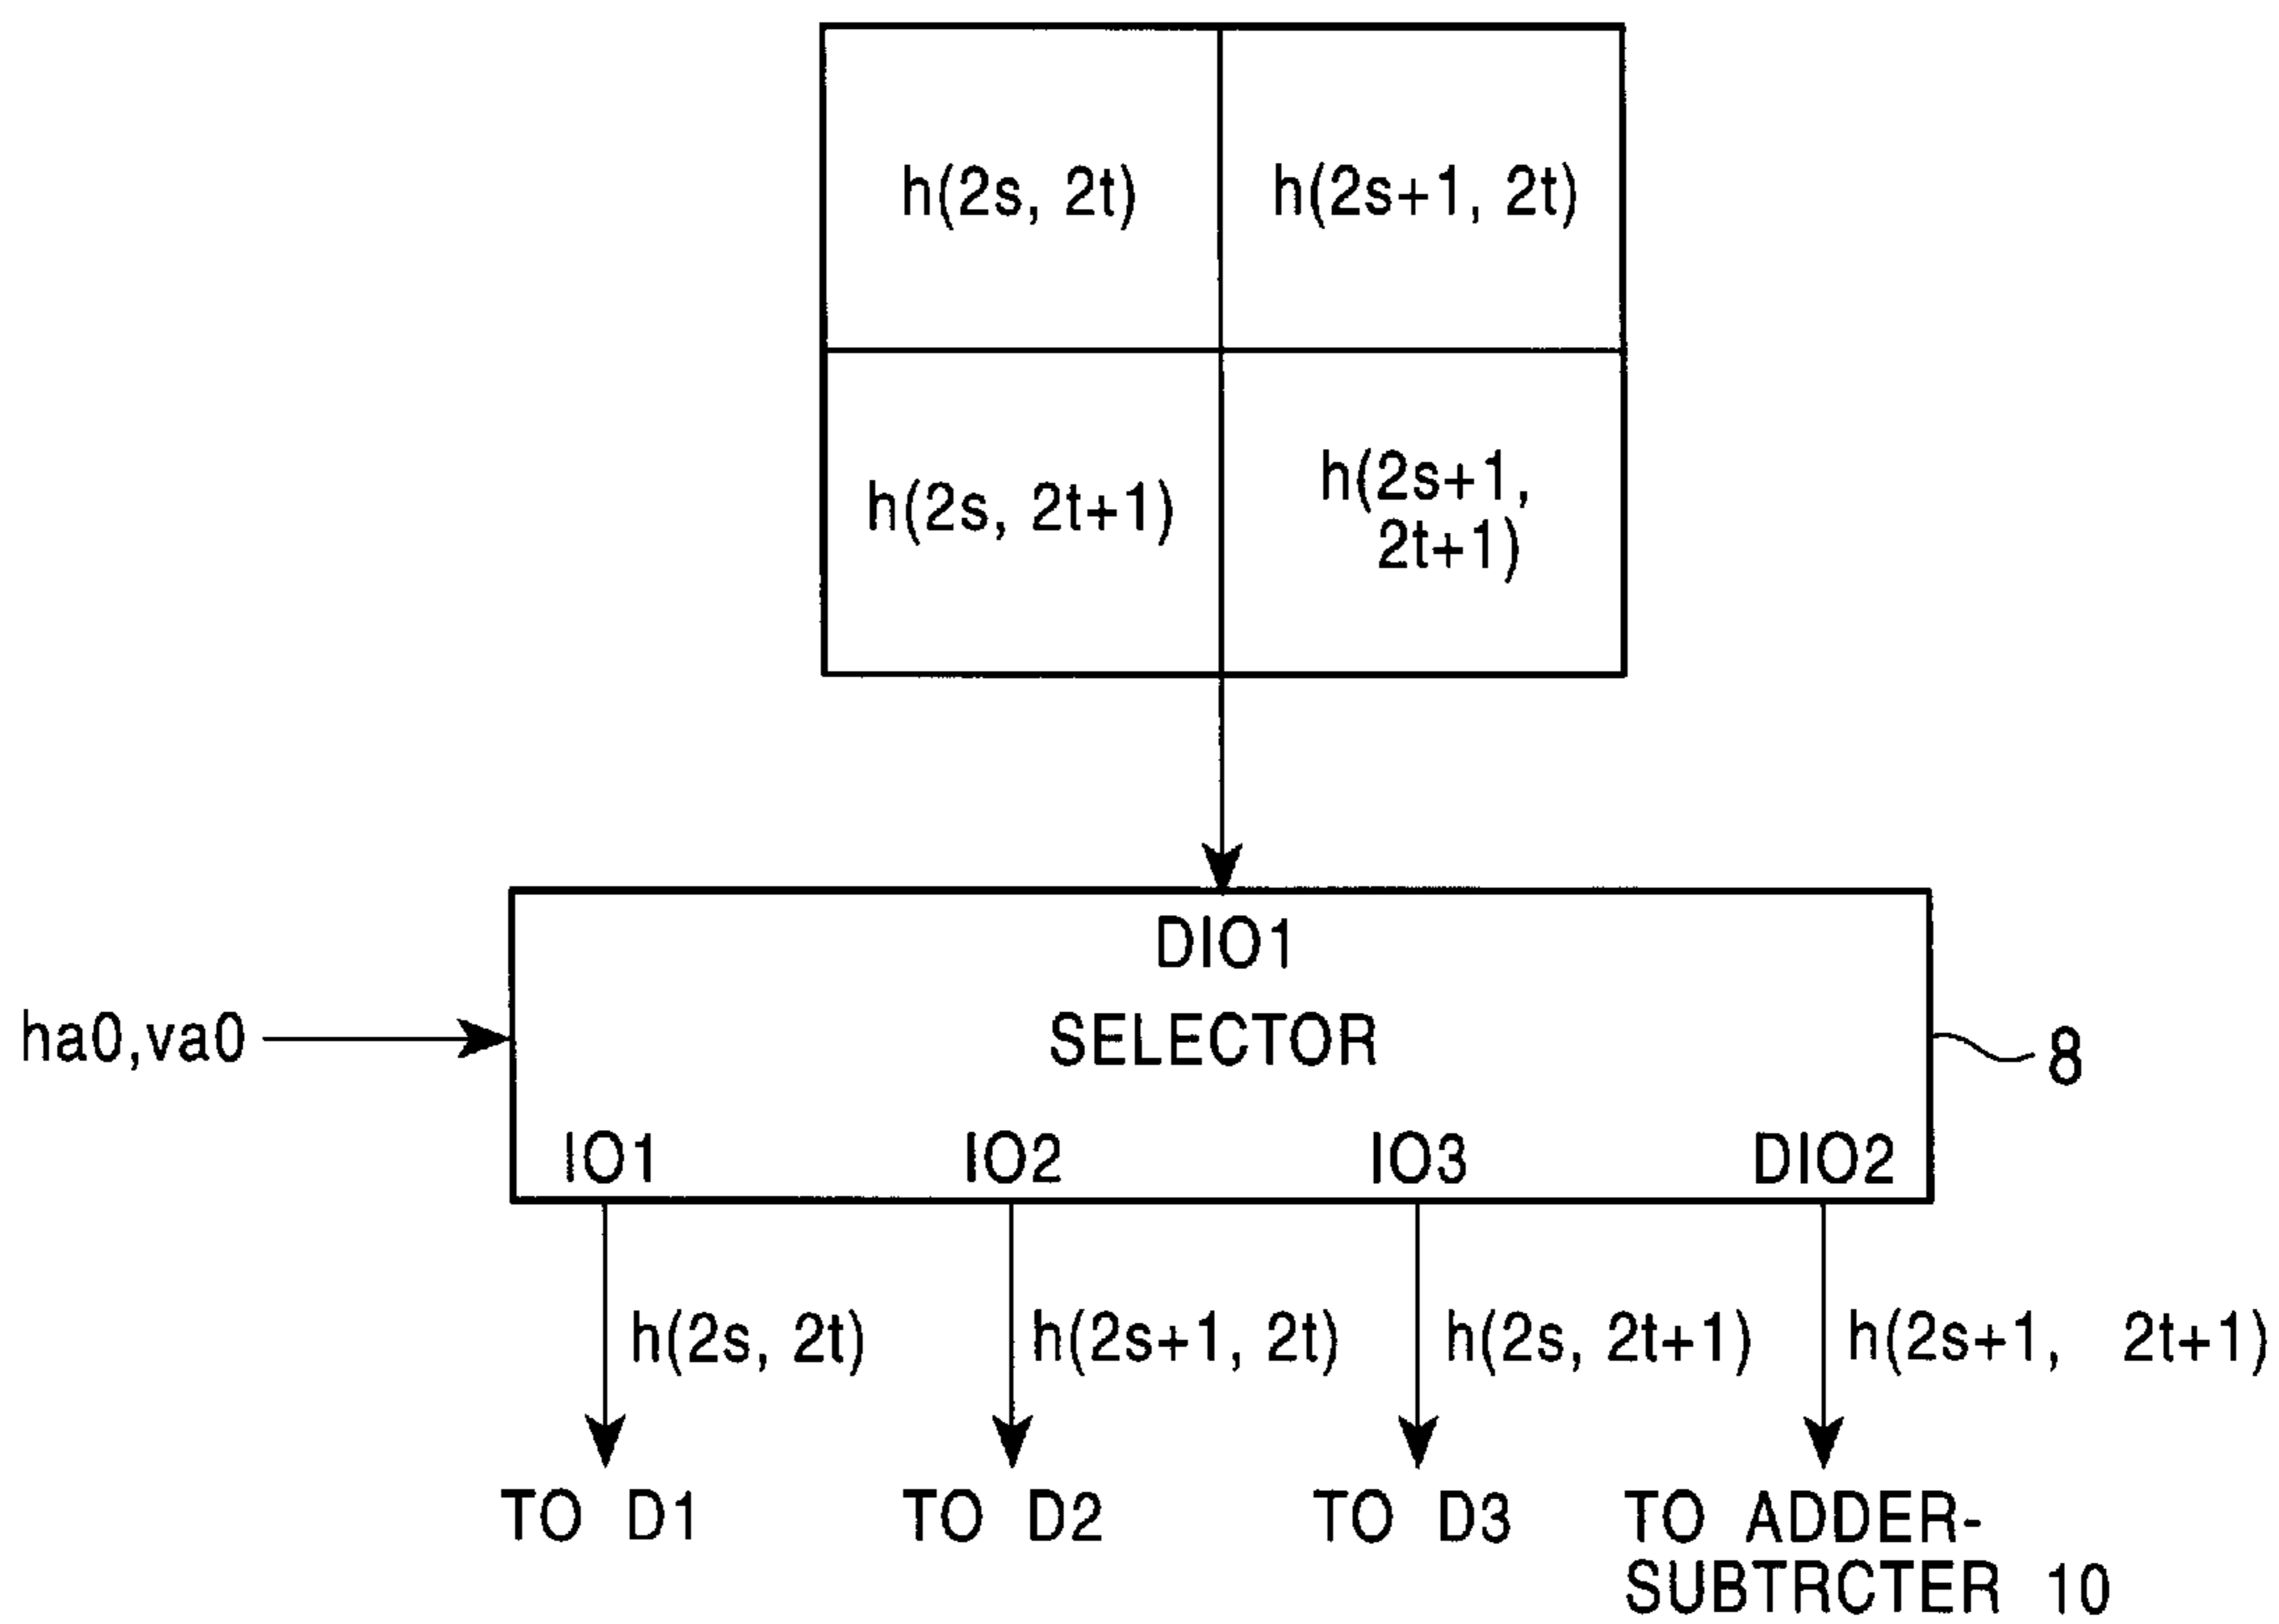 h(2s, 2t)
h(2s+1, 2t)
h(2s, 2t+1)
h(2s+1,
2t+1)
DIO1
ha0,va0
SELECTOR
8
IO1
IO2
IO3
DIO2
h(2s, 2t)
h(2s+1, 2t)
h(2s, 2t+1)
h(2s+1, 2t+1)
TO D1
TO D2
TO D3
TO ADDER-
SUBTRCTER 10